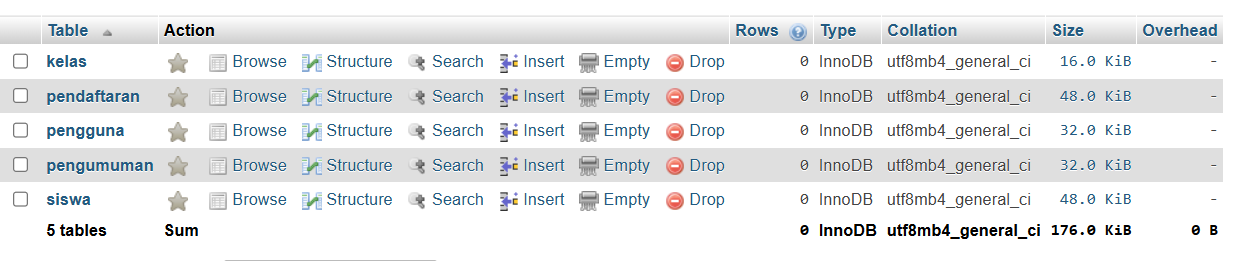 Table Action Rows Type Collation Size Overhead
kelas Browse Structure Search Insert Empty Drop 0 InnoDB utf8mb4_general_ci 16.0 KiB -
pendaftaran Browse Structure Search Insert Empty Drop 0 InnoDB utf8mb4_general_ci 48.0 KiB -
pengguna Browse Structure Search Insert Empty Drop 0 InnoDB utf8mb4_general_ci 32.0 KiB -
pengumuman Browse Structure Search Insert Empty Drop 0 InnoDB utf8mb4_general_ci 32.0 KiB -
siswa Browse Structure Search Insert Empty Drop 0 InnoDB utf8mb4_general_ci 48.0 KiB -
5 tables Sum 0 InnoDB utf8mb4_general_ci 176.0 KiB 0 B